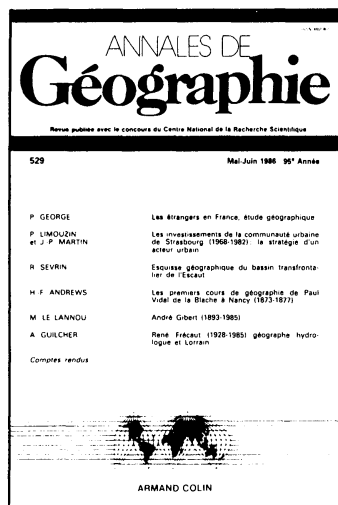 ANNALES DE
Géographie
Revue publiée avec le concours du Centre National de la Recherche Scientifique
529 Mai-Juin 1986 95e Année
P GEORGE Les étrangers en France, étude géographique
P LIMOUZIN Les investissements de la communauté urbaine
et J P MARTIN de Strasbourg (1968-1982) la stratégie d'un
acteur urbain
R SEVRIN Esquisse géographique du bassin transfronta-
lier de l'Escaut
H F ANDREWS Les premiers cours de géographie de Paul
Vidal de la Blache à Nancy (1873-1877)
M LE LANNOU André Gibert (1893-1985)
A GUILCHER René Frécaut (1928-1985) géographe hydro-
logue et Lorrain
Comptes rendus
ARMAND COLIN